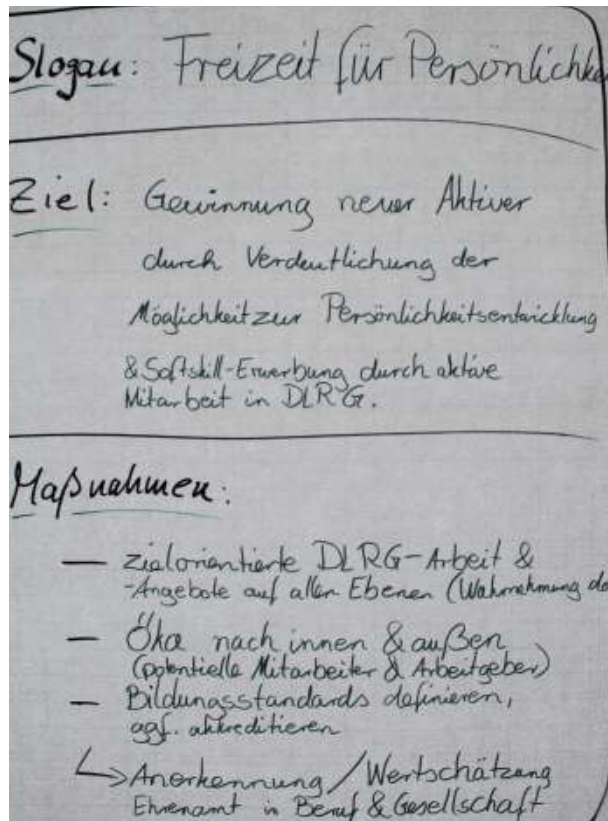 Slogan: Freizeit für Persönlichke
Ziel: Gewinnung neuer Aktiver
durch Verdeutlichung der
Möglichkeit zur Persönlichkeitsentwicklung
& Softskill-Erwerbung durch aktive
Mitarbeit in DLRG.
Maßnahmen:
— zielorientierte DLRG-Arbeit &
-Angebote auf allen Ebenen (Wahrnehmung de
— Öka nach innen & außen
(potentielle Mitarbeiter & Arbeitgeber)
— Bildungsstandards definieren,
ggf. akkreditieren
↳ Anerkennung / Wertschätzung
Ehrenamt in Beruf & Gesellschaft